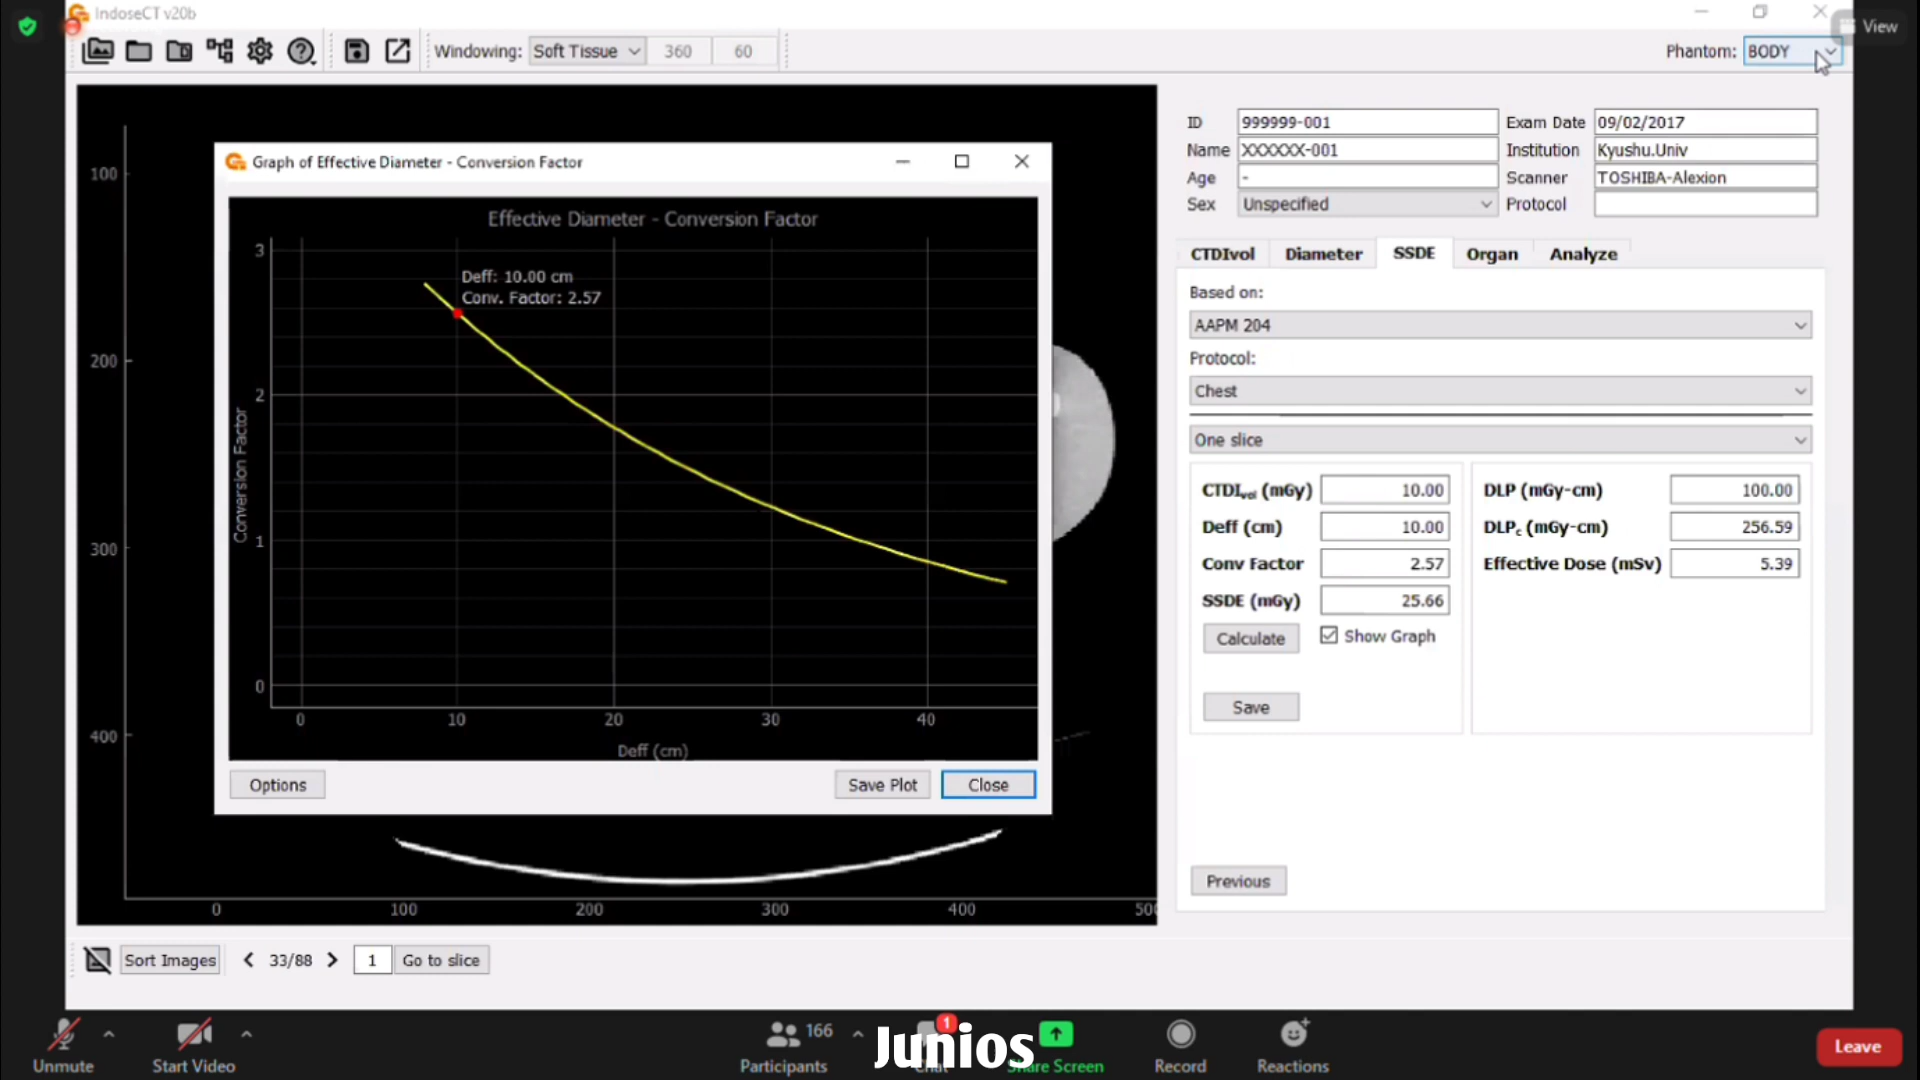 IndoseCT v20b
View
Windowing: Soft Tissue 360 60
Phantom: BODY
ID 999999-001 Exam Date 09/02/2017
Name XXXXXX-001 Institution Kyushu.Univ
Age - Scanner TOSHIBA-Alexion
Sex Unspecified Protocol
CTDIvol Diameter SSDE Organ Analyze
Based on:
AAPM 204
Protocol:
Chest
One slice
CTDIvol (mGy) 10.00 DLP (mGy-cm) 100.00
Deff (cm) 10.00 DLPc (mGy-cm) 256.59
Conv Factor 2.57 Effective Dose (mSv) 5.39
SSDE (mGy) 25.66
Calculate Show Graph
Save
Previous
Graph of Effective Diameter - Conversion Factor
Effective Diameter - Conversion Factor
Deff: 10.00 cm
Conv. Factor: 2.57
Conversion Factor
3
2
1
0
0 10 20 30 40
Deff (cm)
Options Save Plot Close
100
200
300
400
0 100 200 300 400
Sort Images 33/88 1 Go to slice
166 1
Unmute Start Video Participants Chat Share Screen Record Reactions
Leave
Junios